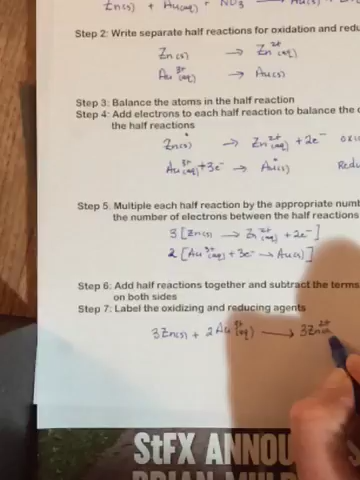 Zn(s) + Au(aq) + NO3 → Au(s) +
Step 2: Write separate half reactions for oxidation and
Zn(s) → Zn²⁺(aq)
Au³⁺(aq) → Au(s)
Step 3: Balance the atoms in the half reaction
Step 4: Add electrons to each half reaction to balance the
the half reactions
Zn(s) → Zn²⁺(aq) + 2e⁻
Au³⁺(aq) + 3e⁻ → Au(s)
Step 5: Multiple each half reaction by the appropriate
the number of electrons between the half reactions
3[Zn(s) → Zn²⁺(aq) + 2e⁻]
2[Au³⁺(aq) + 3e⁻ → Au(s)]
Step 6: Add half reactions together and subtract the terms
on both sides
Step 7: Label the oxidizing and reducing agents
3Zn(s) + 2Au³⁺(aq) → 3Zn²⁺
StFX